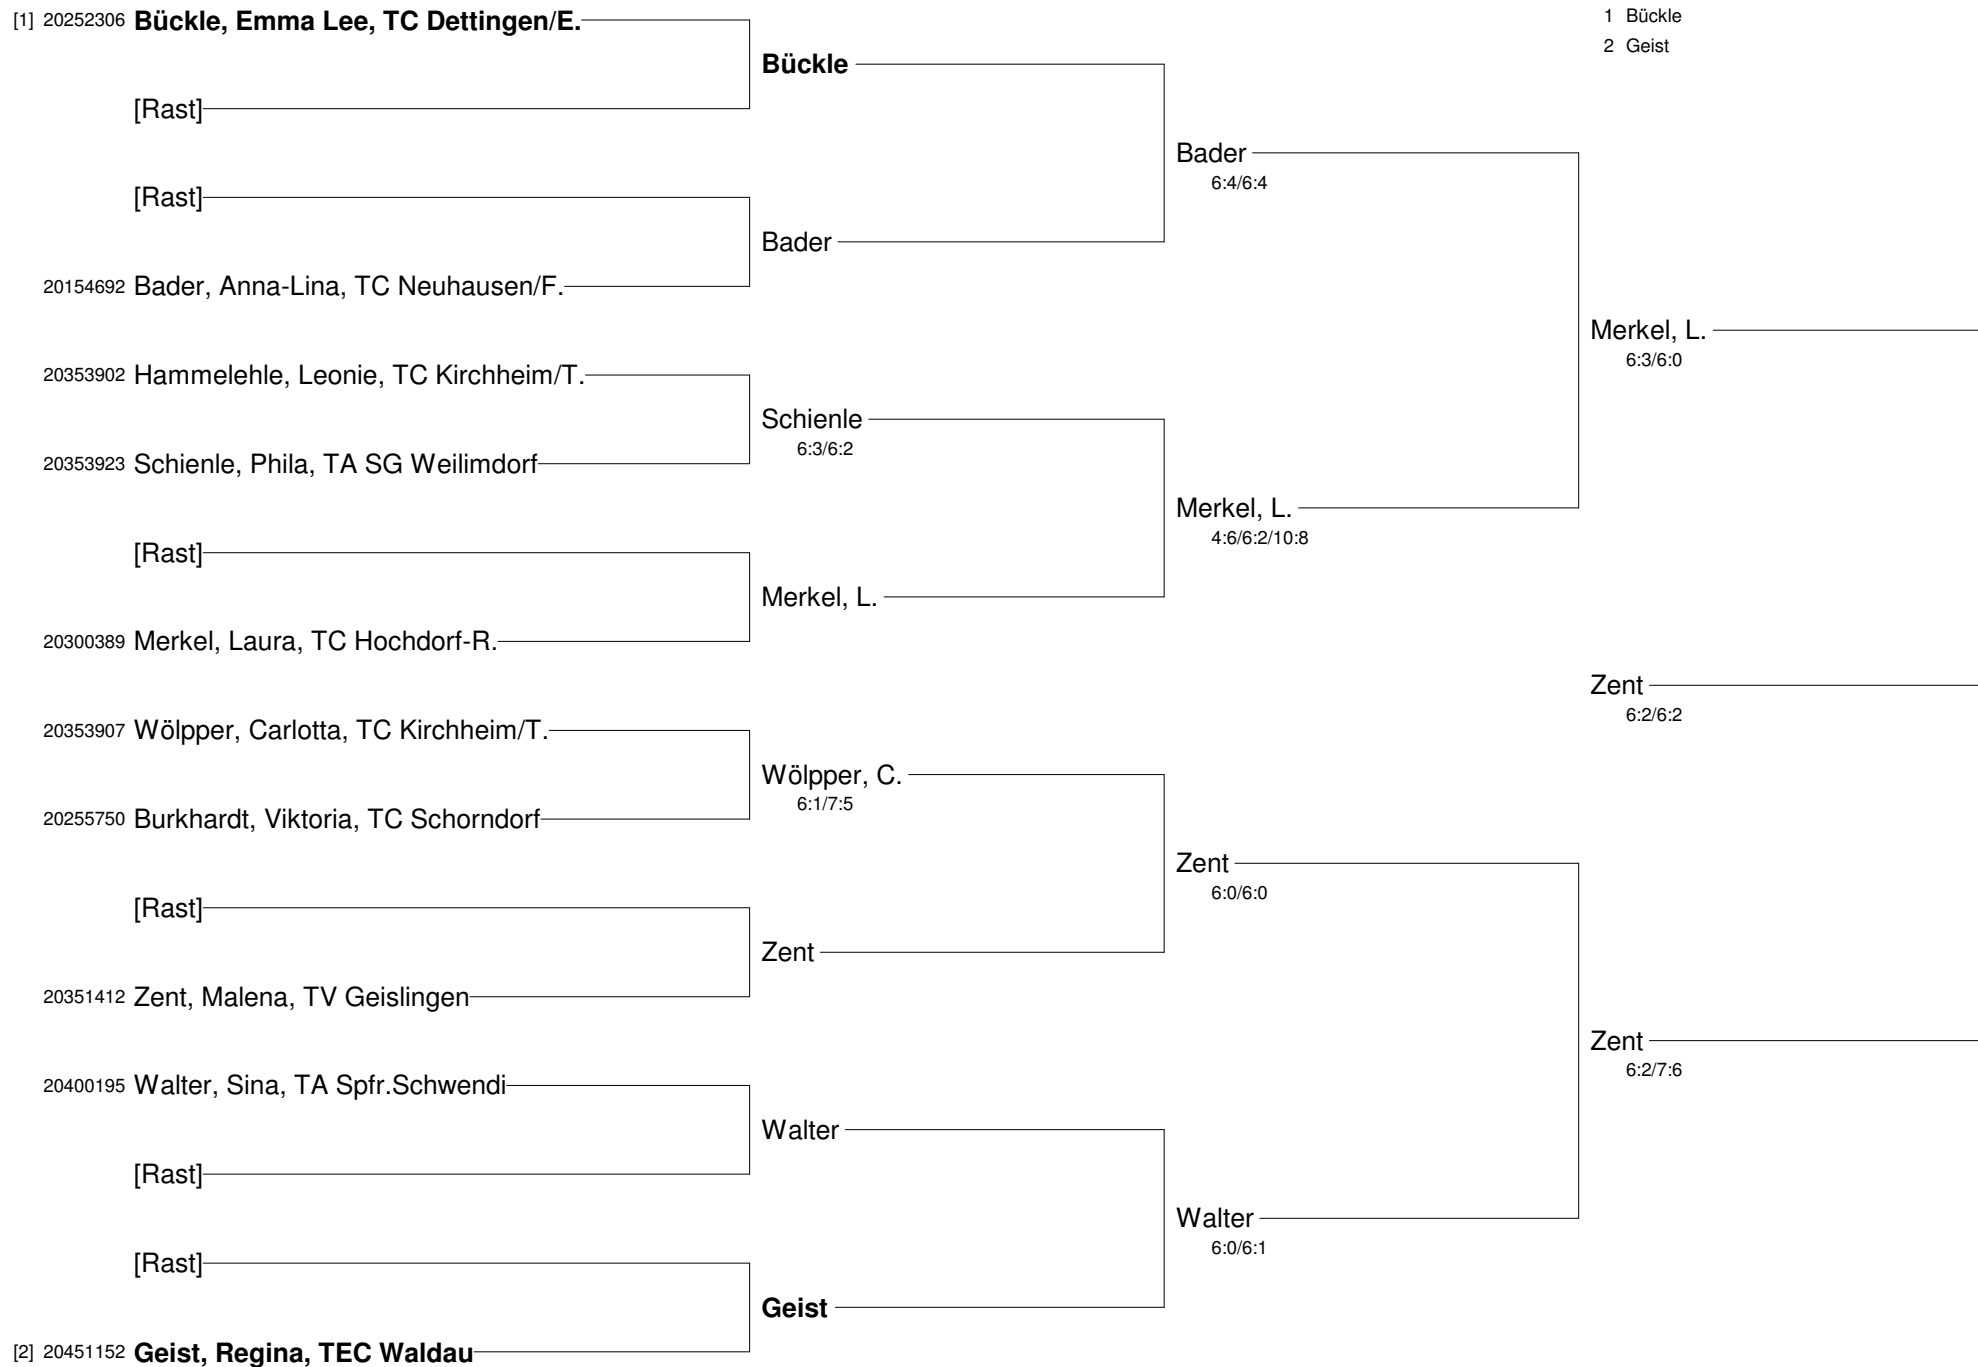 [1] 20252306 Bückle, Emma Lee, TC Dettingen/E.
[Rast]
[Rast]
20154692 Bader, Anna-Lina, TC Neuhausen/F.
20353902 Hammelehle, Leonie, TC Kirchheim/T.
20353923 Schienle, Phila, TA SG Weilimdorf
[Rast]
20300389 Merkel, Laura, TC Hochdorf-R.
20353907 Wölpper, Carlotta, TC Kirchheim/T.
20255750 Burkhardt, Viktoria, TC Schorndorf
[Rast]
20351412 Zent, Malena, TV Geislingen
20400195 Walter, Sina, TA Spfr.Schwendi
[Rast]
[Rast]
[2] 20451152 Geist, Regina, TEC Waldau
Bückle
Bader
Schienle
6:3/6:2
Merkel, L.
Wölpper, C.
6:1/7:5
Zent
Walter
Geist
Bader
6:4/6:4
Merkel, L.
4:6/6:2/10:8
Zent
6:0/6:0
Walter
6:0/6:1
1 Bückle
2 Geist
Merkel, L.
6:3/6:0
Zent
6:2/6:2
Zent
6:2/7:6